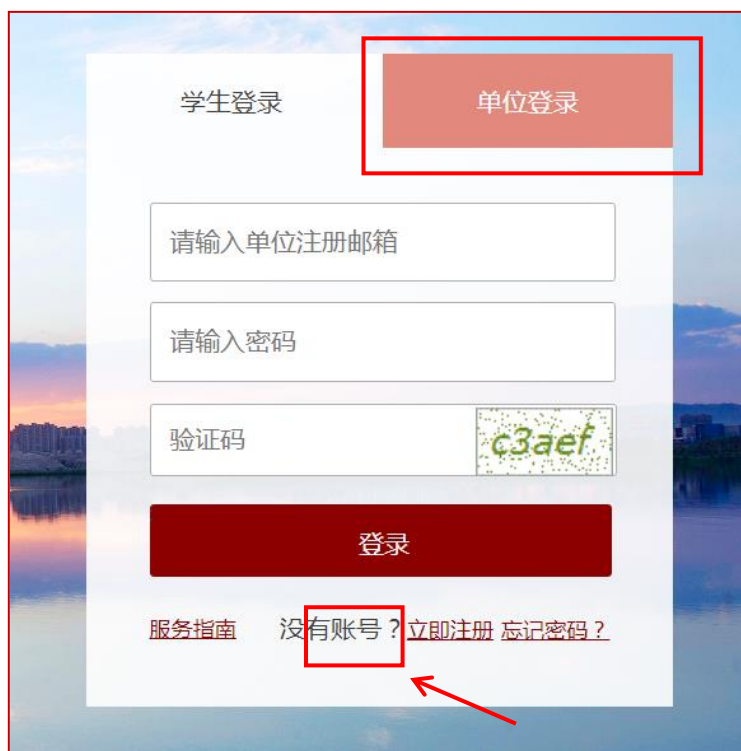 学生登录 单位登录
请输入单位注册邮箱
请输入密码
验证码 c3aef
登录
服务指南 没有账号？立即注册 忘记密码？